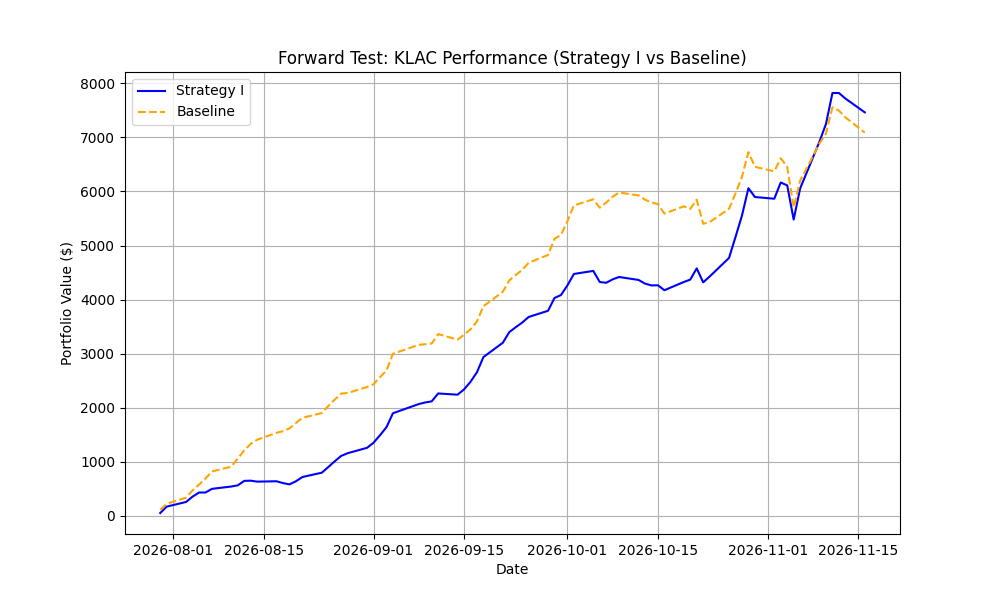 Forward Test: KLAC Performance (Strategy I vs Baseline)
Strategy I
Baseline
Portfolio Value ($)
8000
7000
6000
5000
4000
3000
2000
1000
0
2026-08-01 2026-08-15 2026-09-01 2026-09-15 2026-10-01 2026-10-15 2026-11-01 2026-11-15
Date